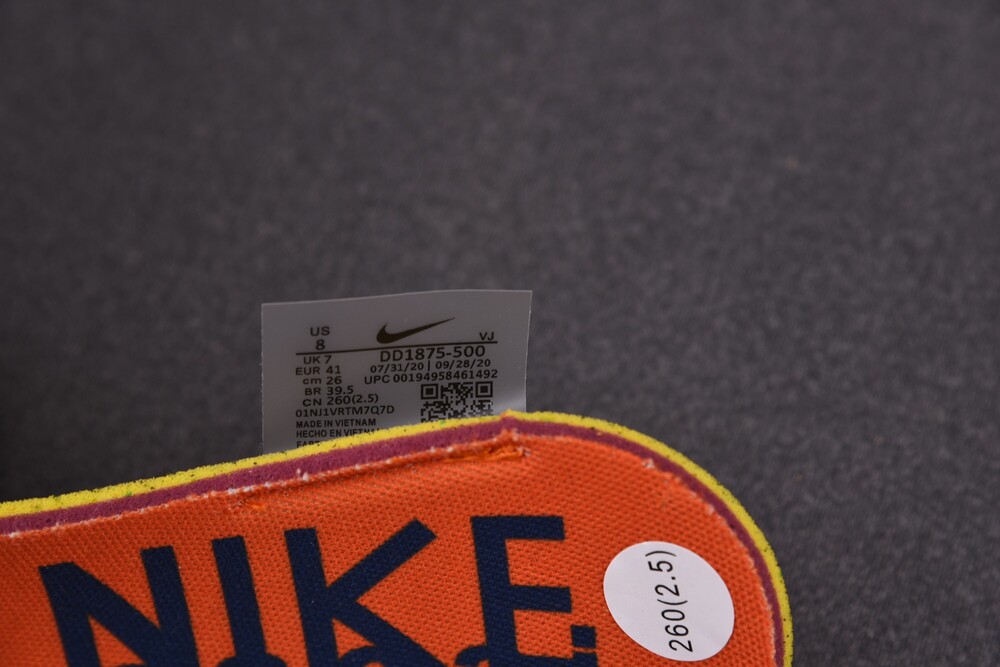 US
8
VJ
UK 7
DD1875-500
EUR 41
07/31/20 | 09/28/20
cm 26
UPC 00194958461492
BR 39.5
CN 260(2.5)
01NJ1VRTM7Q7D
MADE IN VIETNAM
HECHO EN VIETNA
NIKE
260(2.5)